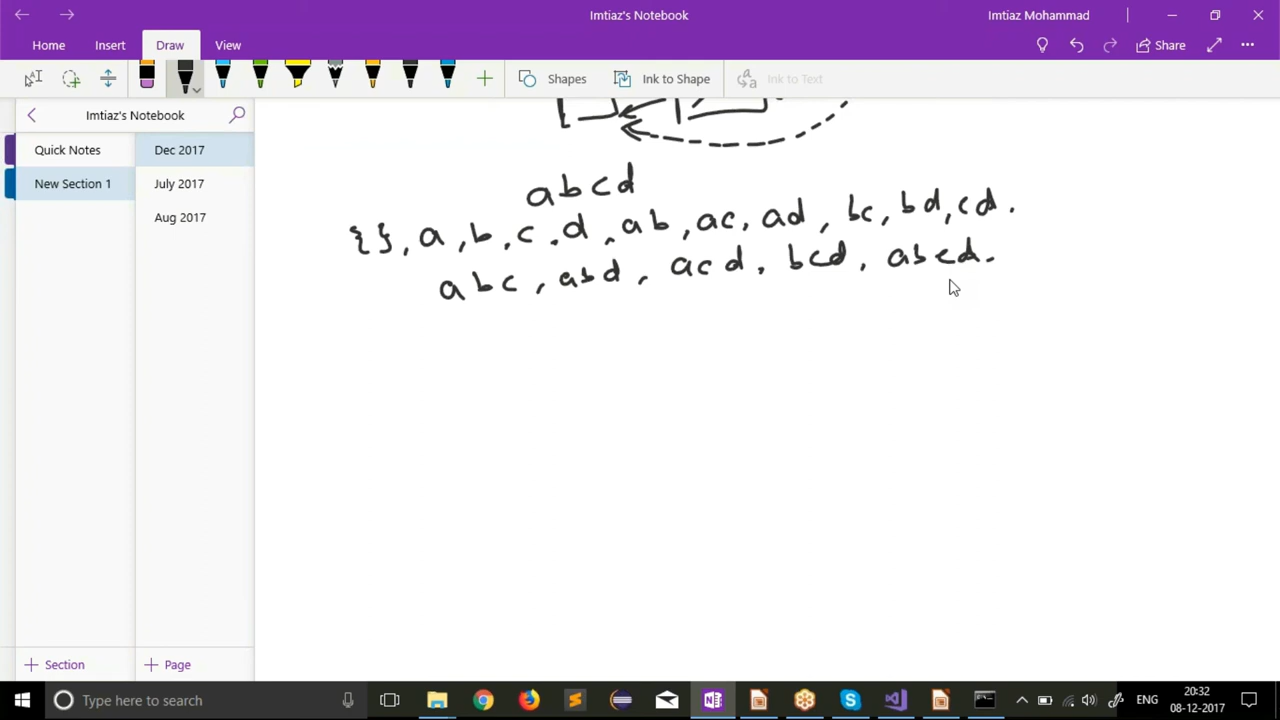 Imtiaz's Notebook
Imtiaz Mohammad
Home Insert Draw View
Share
Shapes Ink to Shape Ink to Text
Imtiaz's Notebook
Quick Notes
New Section 1
Dec 2017
July 2017
Aug 2017
abcd
{}, a, b, c, d, ab, ac, ad, bc, bd, cd.
abc, abd, acd, bcd, abcd.
+ Section
+ Page
Type here to search
ENG
20:32
08-12-2017